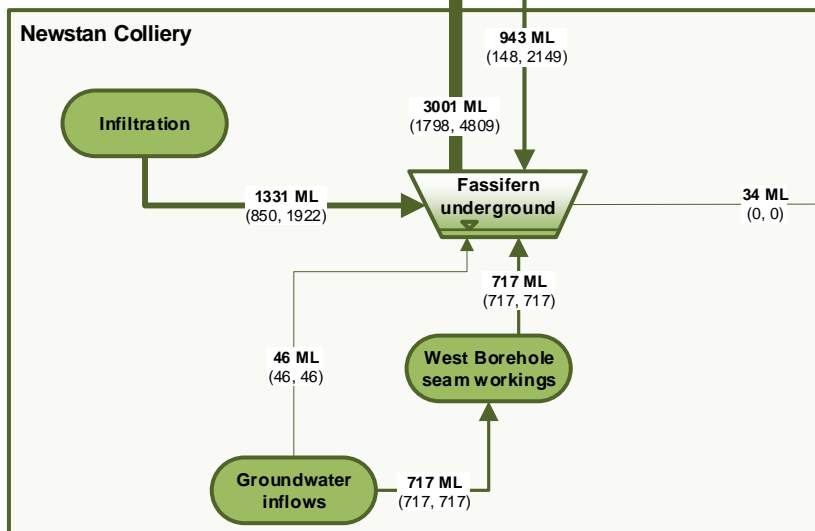 Newstan Colliery
943 ML
(148, 2149)
3001 ML
(1798, 4809)
Infiltration
1331 ML
(850, 1922)
Fassifern
underground
34 ML
(0, 0)
717 ML
(717, 717)
46 ML
(46, 46)
West Borehole
seam workings
Groundwater
inflows
717 ML
(717, 717)